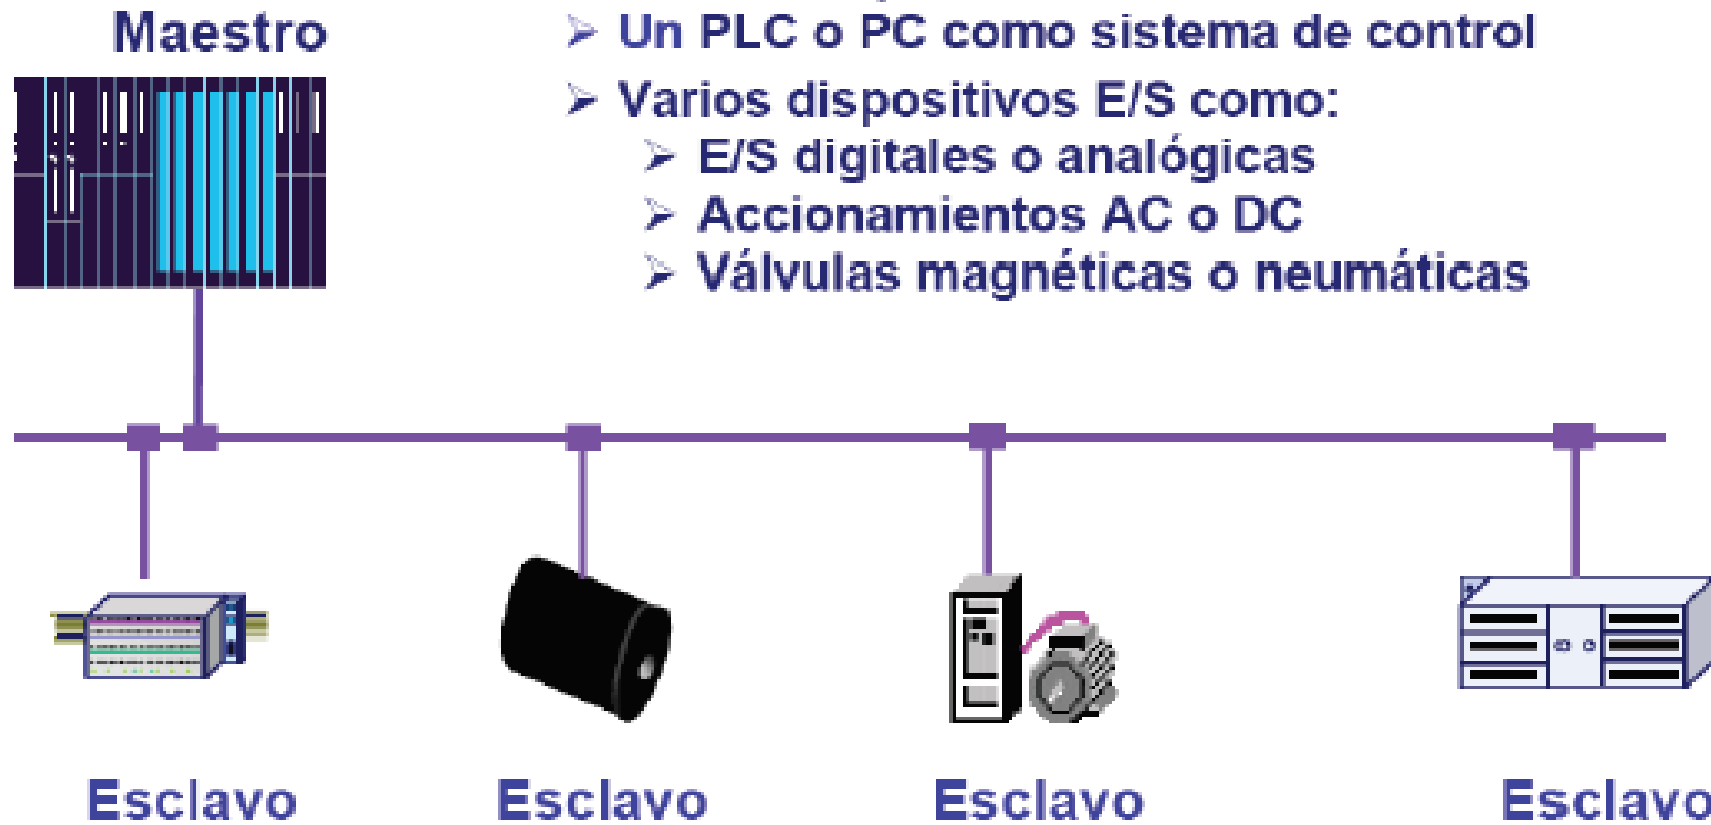 Maestro
Un PLC o PC como sistema de control
Varios dispositivos E/S como:
E/S digitales o analógicas
Accionamientos AC o DC
Válvulas magnéticas o neumáticas
Esclavo Esclavo Esclavo Esclavo